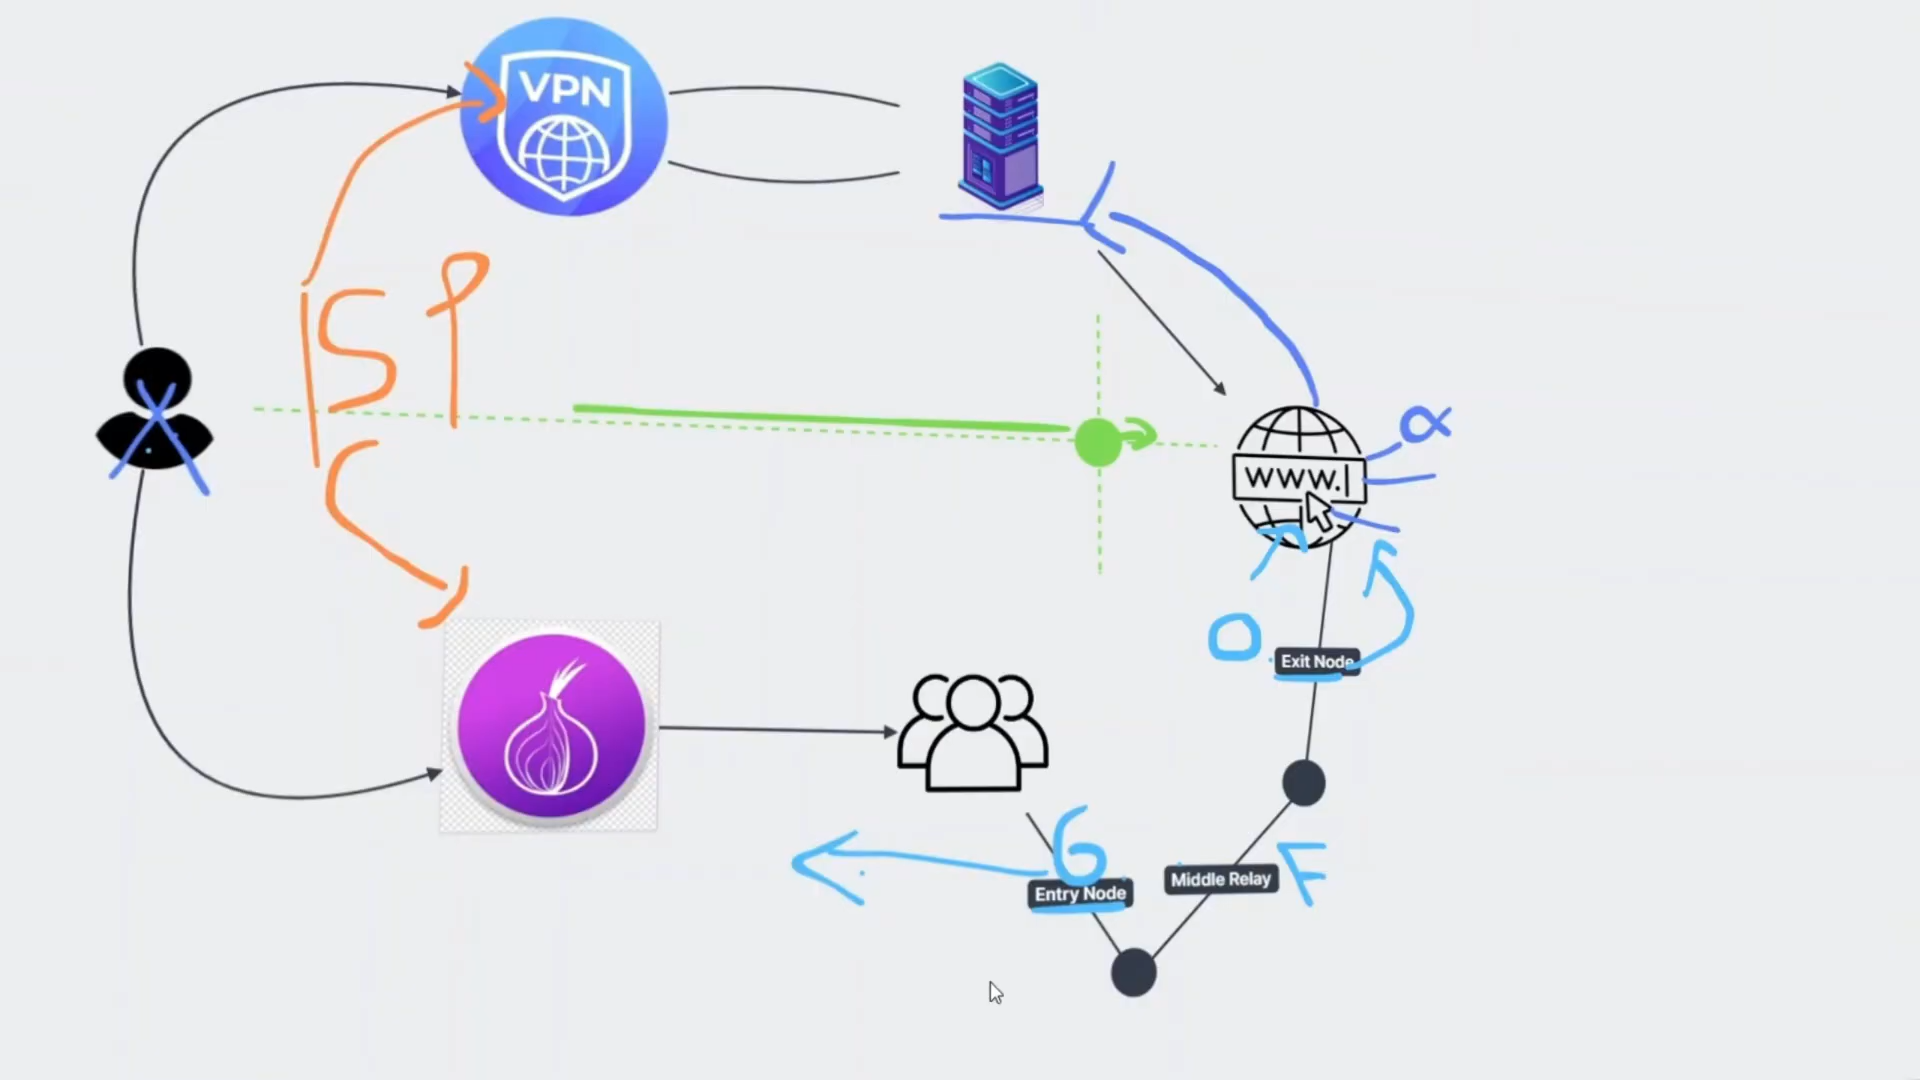 VPN
ISP
α
www.
O
Exit Node
G
Entry Node
Middle Relay
F